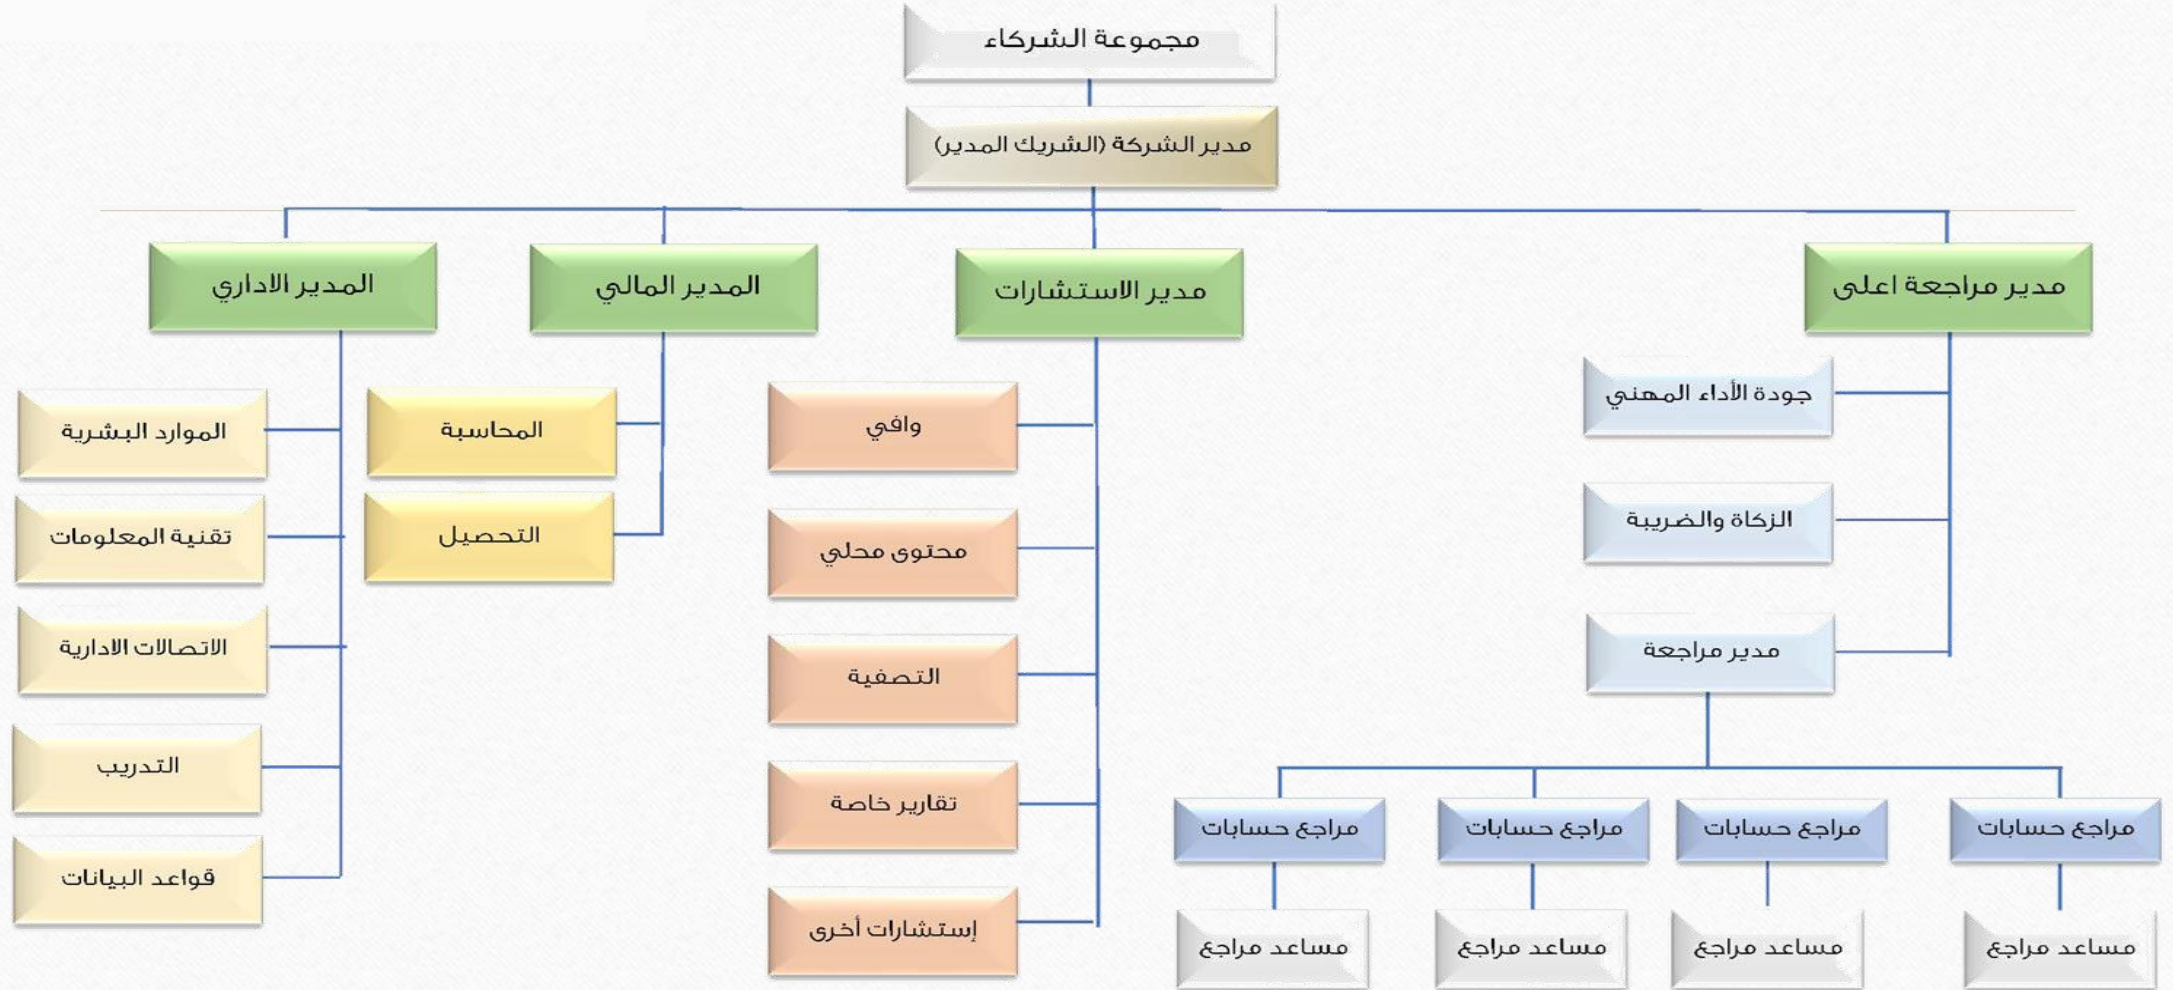 مجموعة الشركاء
مدير الشركة (الشريك المدير)
مدير مراجعة اعلى
مدير الاستشارات
المدير المالي
المدير الاداري
جودة الأداء المهني
الزكاة والضريبة
مدير مراجعة
مراجع حسابات
مراجع حسابات
مراجع حسابات
مراجع حسابات
مساعد مراجع
مساعد مراجع
مساعد مراجع
مساعد مراجع
وافي
محتوى محلي
التصفية
تقارير خاصة
إستشارات أخرى
المحاسبة
التحصيل
الموارد البشرية
تقنية المعلومات
الاتصالات الادارية
التدريب
قواعد البيانات